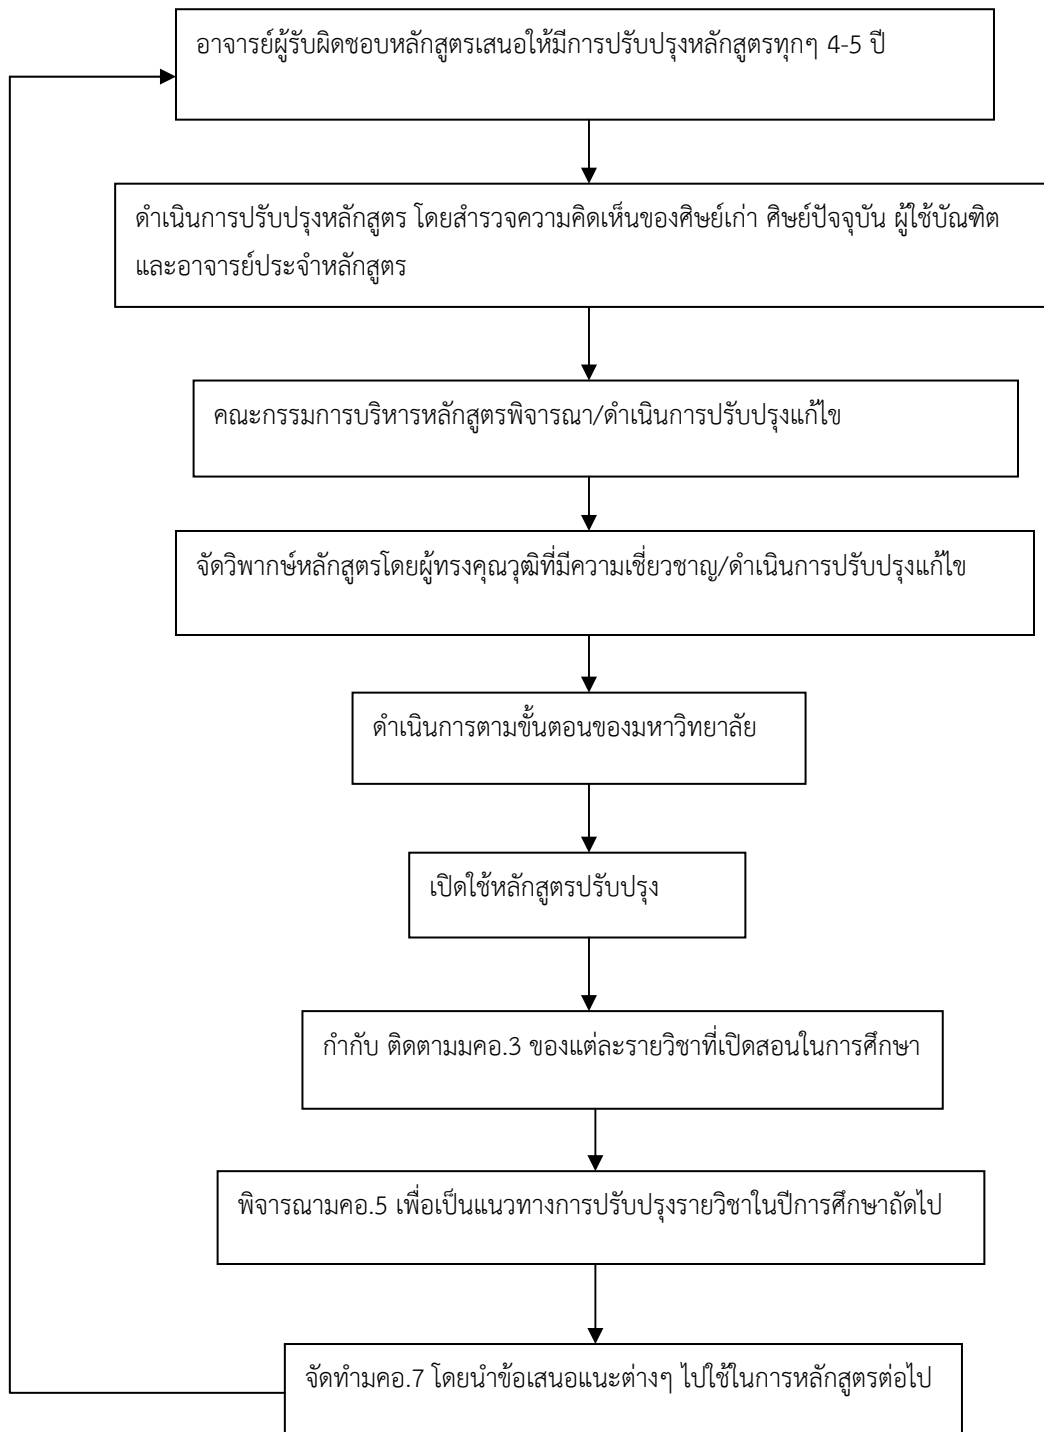 อาจารย์ผู้รับผิดชอบหลักสูตรเสนอให้มีการปรับปรุงหลักสูตรทุกๆ 4-5 ปี
ดำเนินการปรับปรุงหลักสูตร โดยสำรวจความคิดเห็นของศิษย์เก่า ศิษย์ปัจจุบัน ผู้ใช้บัณฑิต
และอาจารย์ประจำหลักสูตร
คณะกรรมการบริหารหลักสูตรพิจารณา/ดำเนินการปรับปรุงแก้ไข
จัดวิพากษ์หลักสูตรโดยผู้ทรงคุณวุฒิที่มีความเชี่ยวชาญ/ดำเนินการปรับปรุงแก้ไข
ดำเนินการตามขั้นตอนของมหาวิทยาลัย
เปิดใช้หลักสูตรปรับปรุง
กำกับ ติดตามมคอ.3 ของแต่ละรายวิชาที่เปิดสอนในการศึกษา
พิจารณามคอ.5 เพื่อเป็นแนวทางการปรับปรุงรายวิชาในปีการศึกษาถัดไป
จัดทำมคอ.7 โดยนำข้อเสนอแนะต่างๆ ไปใช้ในการหลักสูตรต่อไป